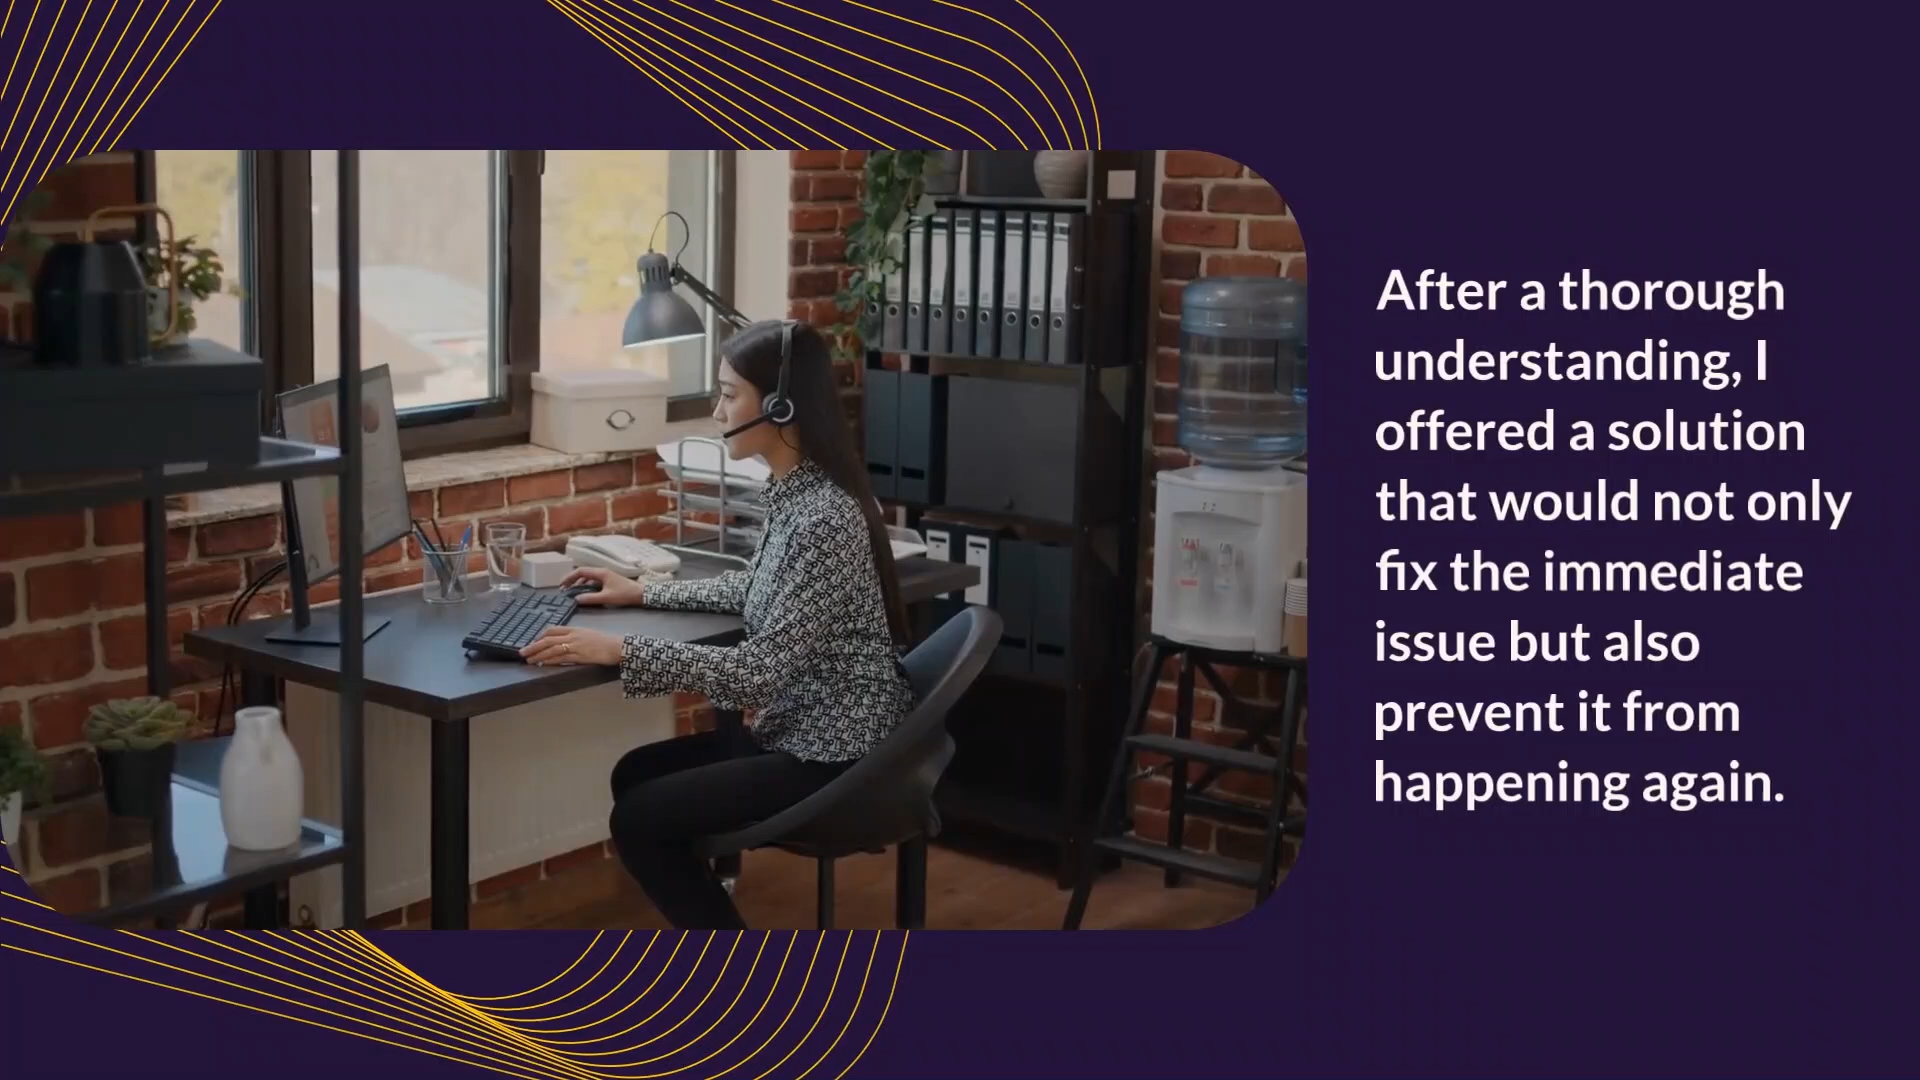 After a thorough
understanding, I
offered a solution
that would not only
fix the immediate
issue but also
prevent it from
happening again.